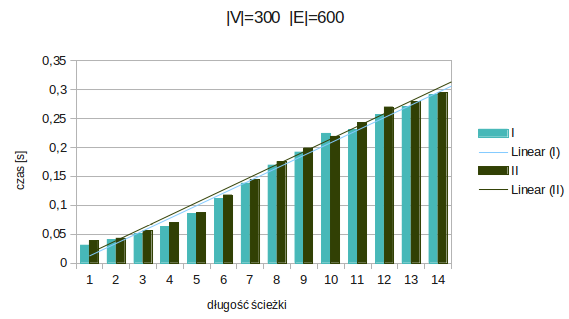 |V|=300 |E|=600
0,35
0,3
0,25
0,2
0,15
0,1
0,05
0
czas [s]
1 2 3 4 5 6 7 8 9 10 11 12 13 14
długość ścieżki
I
Linear (I)
II
Linear (II)